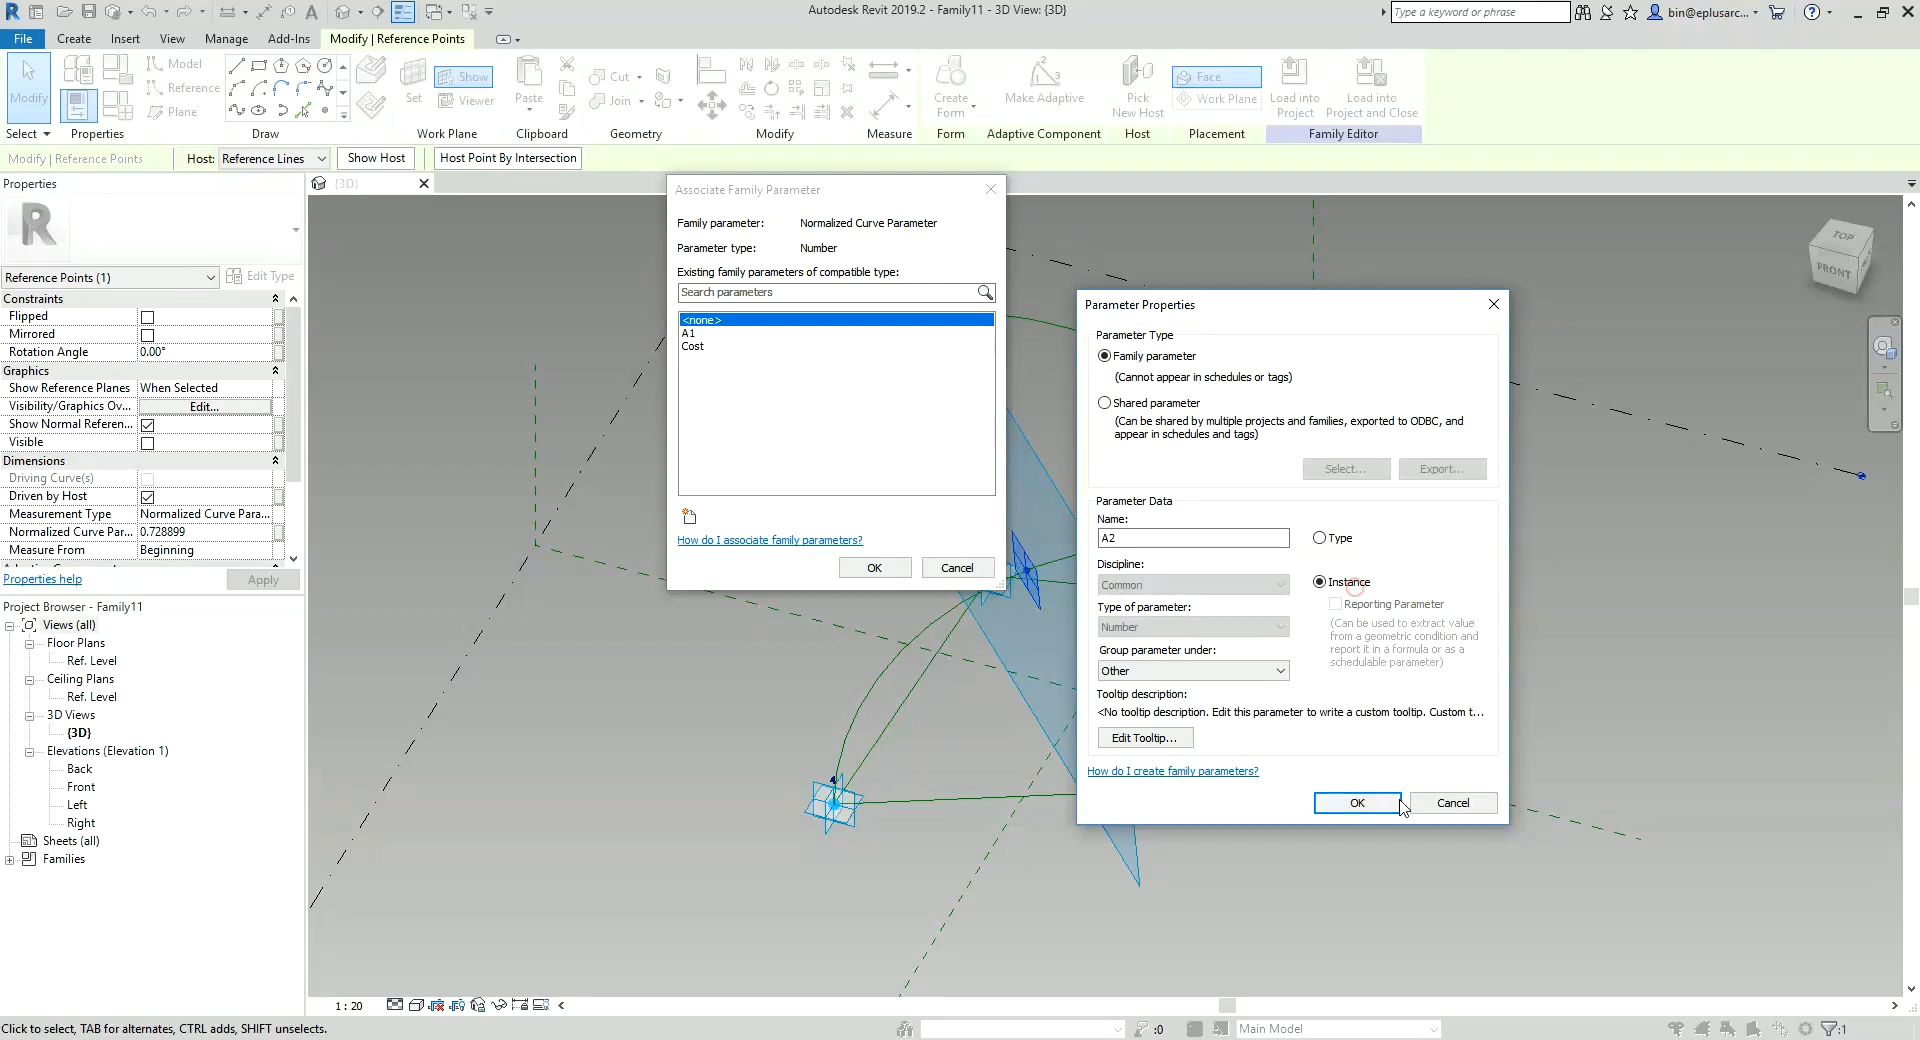 Autodesk Revit 2019.2 - Family11 - 3D View: {3D}
Type a keyword or phrase
bin@eplusarc...
File Create Insert View Manage Add-Ins Modify | Reference Points
Modify
Select
Properties
Model
Reference
Plane
Draw
Set
Show
Viewer
Work Plane
Paste
Clipboard
Cut
Join
Geometry
Modify
Measure
Create Form
Form
Make Adaptive
Adaptive Component
Pick New Host
Host
Face
Work Plane
Placement
Load into Project
Load into Project and Close
Family Editor
Modify | Reference Points
Host: Reference Lines
Show Host
Host Point By Intersection
Properties
{3D}
Reference Points (1)
Edit Type
Constraints
Flipped
Mirrored
Rotation Angle 0.00°
Graphics
Show Reference Planes When Selected
Visibility/Graphics Ov... Edit...
Show Normal Referen...
Visible
Dimensions
Driving Curve(s)
Driven by Host
Measurement Type Normalized Curve Para...
Normalized Curve Par... 0.728899
Measure From Beginning
Properties help
Apply
Project Browser - Family11
Views (all)
Floor Plans
Ref. Level
Ceiling Plans
Ref. Level
3D Views
{3D}
Elevations (Elevation 1)
Back
Front
Left
Right
Sheets (all)
Families
Associate Family Parameter
Family parameter: Normalized Curve Parameter
Parameter type: Number
Existing family parameters of compatible type:
Search parameters
<none>
A1
Cost
How do I associate family parameters?
OK
Cancel
Parameter Properties
Parameter Type
Family parameter
(Cannot appear in schedules or tags)
Shared parameter
(Can be shared by multiple projects and families, exported to ODBC, and
appear in schedules and tags)
Select...
Export...
Parameter Data
Name:
A2
Type
Discipline:
Common
Instance
Type of parameter:
Reporting Parameter
Number
(Can be used to extract value
from a geometric condition and
report it in a formula or as a
schedulable parameter)
Group parameter under:
Other
Tooltip description:
<No tooltip description. Edit this parameter to write a custom tooltip. Custom t...
Edit Tooltip...
How do I create family parameters?
OK
Cancel
TOP
FRONT
1 : 20
Click to select, TAB for alternates, CTRL adds, SHIFT unselects.
:0
Main Model
:1